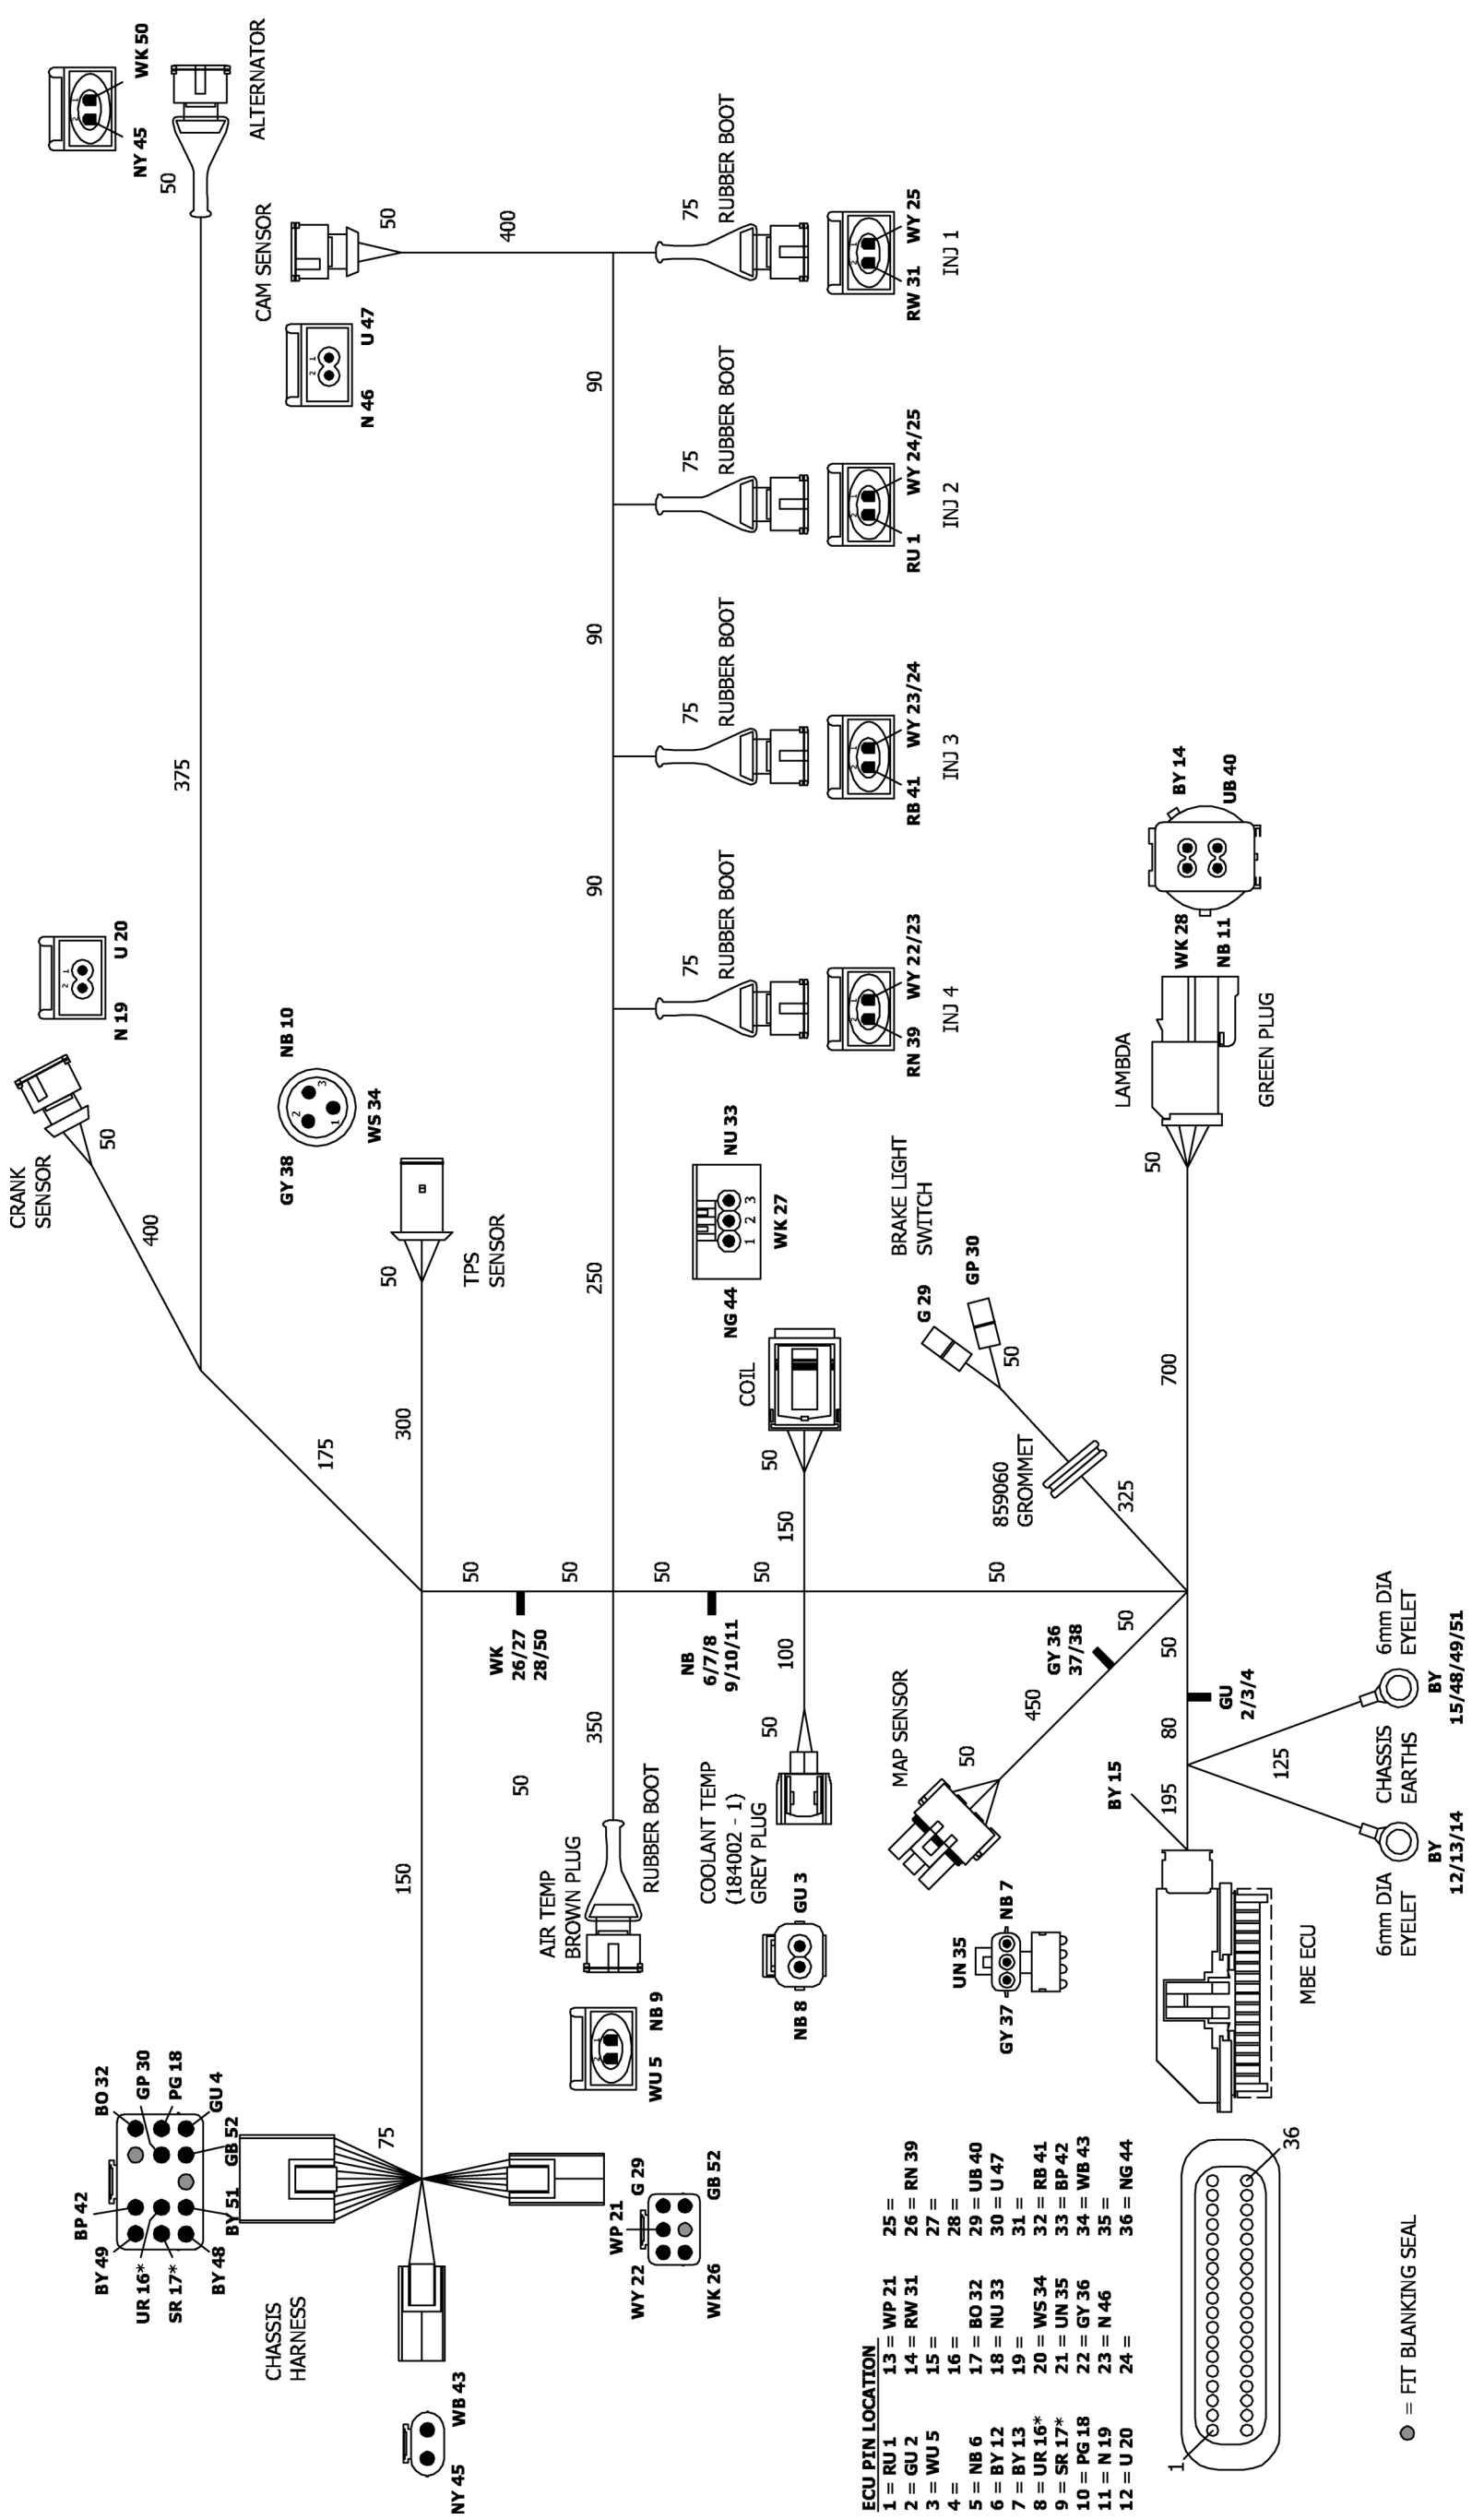 WK 50
NY 45
50
ALTERNATOR
375
CAM SENSOR
50
400
U 47
N 46
CRANK
SENSOR
50
400
U 20
N 19
175
NB 10
GY 38
WS 34
TPS
SENSOR
50
300
90
90
90
250
75
RUBBER BOOT
WY 25
RW 31
INJ 1
75
RUBBER BOOT
WY 24/25
RU 1
INJ 2
75
RUBBER BOOT
WY 23/24
RB 41
INJ 3
75
RUBBER BOOT
WY 22/23
RN 39
INJ 4
NU 33
WK 27
NG 44
COIL
50
150
BRAKE LIGHT
SWITCH
G 29
GP 30
50
859060
GROMMET
325
LAMBDA
GREEN PLUG
50
700
BY 14
UB 40
WK 28
NB 11
50
50
50
50
50
WK
26/27
28/50
NB
6/7/8
9/10/11
100
50
COOLANT TEMP
(184002 - 1)
GREY PLUG
GU 3
NB 8
350
50
AIR TEMP
BROWN PLUG
RUBBER BOOT
NB 9
WU 5
150
75
CHASSIS
HARNESS
BO 32
GP 30
PG 18
GU 4
GB 52
BP 42
BY 51
BY 49
UR 16*
SR 17*
BY 48
G 29
WP 21
GB 52
WY 22
WK 26
NY 45
WB 43
MAP SENSOR
50
450
50
GY 36
37/38
UN 35
NB 7
GY 37
50
GU
2/3/4
80
195
BY 15
125
CHASSIS
EARTHS
6mm DIA
EYELET
BY
15/48/49/51
6mm DIA
EYELET
BY
12/13/14
MBE ECU
ECU PIN LOCATION
1 = RU 1 13 = WP 21 25 =
2 = GU 2 14 = RW 31 26 = RN 39
3 = WU 5 15 = 27 =
4 = 16 = 28 =
5 = NB 6 17 = BO 32 29 = UB 40
6 = BY 12 18 = NU 33 30 = U 47
7 = BY 13 19 = 31 =
8 = UR 16* 20 = WS 34 32 = RB 41
9 = SR 17* 21 = UN 35 33 = BP 42
10 = PG 18 22 = GY 36 34 = WB 43
11 = N 19 23 = N 46 35 =
12 = U 20 24 = 36 = NG 44
1
36
= FIT BLANKING SEAL